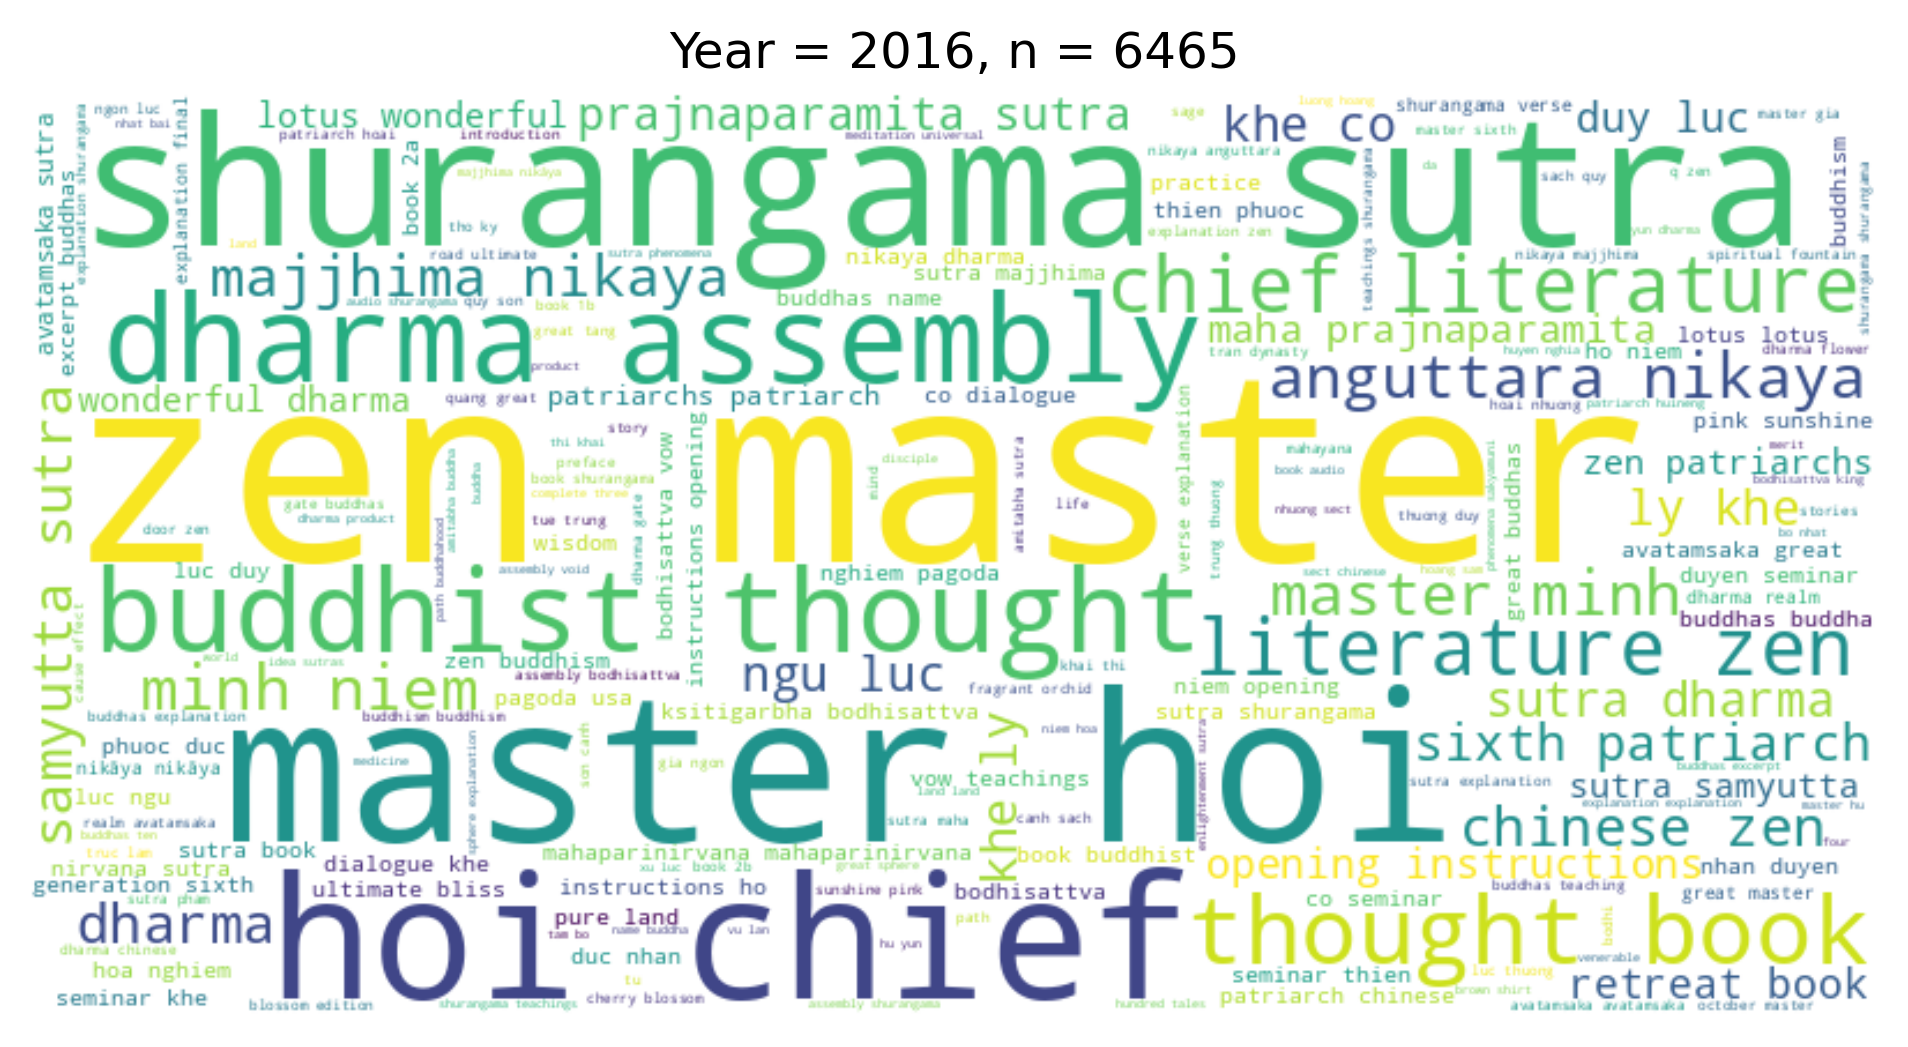 Year = 2016, n = 6465
ngon luc
nhat bai
lotus wonderful
prajnaparamita sutra
sage
luong hoang
khe co
shurangama verse
duy luc
master gia
patriarch hoai
introduction
meditation universal
master sixth
shurangama sutra
avatamsaka sutra
excerpt buddhas
explanation shurangama
explanation final
book 2a
majjhima nikāya
tho ky
nikaya anguttara
practice
thien phuoc
explanation zen
da
sach quy
q zen
yun dharma
buddhism
shurangama shurangama
teachings shurangama
land
road ultimate
sutra phenomena
nikaya dharma
nikaya majjhima
spiritual fountain
majjhima nikaya
sutra majjhima
chief literature
audio shurangama
quy son
book 1b
buddhas name
dharma assembly
great tang
product
maha prajnaparamita
lotus lotus
tran dynasty
huyen nghia
ho niem
dharma flower
anguttara nikaya
wonderful dharma
quang great
patriarchs patriarch
co dialogue
hoai nhuong
patriarch huineng
pink sunshine
zen master
samyutta sutra
story
thi khai
preface
book shurangama
complete three
gate buddhas
dharma product
door zen
amitabha buddha
buddha
path buddhahood
tue trung
wisdom
dharma gate
bodhisattva vow
instructions opening
disciple
mind
amitabha sutra
life
verse explanation
trung thuong
mahayana
book audio
nhuong sect
thuong duy
phenomena sakyamuni
great buddhas
merit
zen patriarchs
bodhisattva king
ly khe
stories
bo nhat
avatamsaka great
luc duy
assembly void
nghiem pagoda
sect chinese
hoang sam
duyen seminar
buddhist thought
master minh
dharma realm
buddhas buddha
cause effect
world
idea sutras
zen buddhism
assembly bodhisattva
ngu luc
khai thi
literature zen
minh niem
pagoda usa
fragrant orchid
niem opening
sutra dharma
buddhas explanation
buddhism buddhism
ksitigarbha bodhisattva
sutra shurangama
niem hoa
phuoc duc
nikāya nikāya
medicine
master hoi
sphere explanation
son canh
gia ngon
vow teachings
land land
khe ly
enlightenment sutra
sixth patriarch
buddhas excerpt
sutra explanation
sutra samyutta
explanation explanation
master hu
luc ngu
realm avatamsaka
buddhas ten
sutra maha
canh sach
chinese zen
four
truc lam
sutra book
nirvana sutra
dialogue khe
mahaparinirvana mahaparinirvana
xu luc
book 2b
great sphere
book buddhist
opening instructions
nhan duyen
generation sixth
ultimate bliss
instructions ho
sunshine pink
bodhisattva
buddhas teaching
great master
sutra pham
co seminar
dharma
hoi chief
pure land
tam bo
name buddha
vu lan
path
hu yun
thought book
bodhi
dharma chinese
duc nhan
venerable
hoa nghiem
tu
seminar thien
luc thuong
retreat book
seminar khe
blossom edition
shurangama teachings
cherry blossom
assembly shurangama
hundred tales
patriarch chinese
brown shirt
avatamsaka avatamsaka
october master